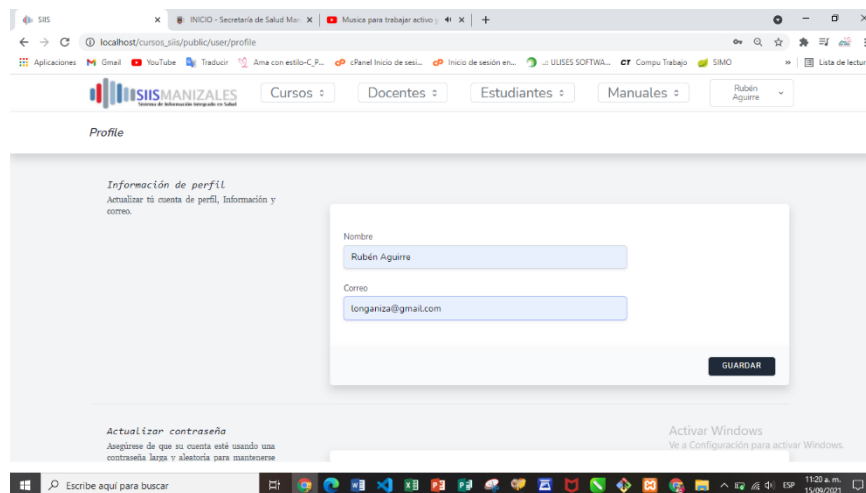 SIIS
INICIO - Secretaría de Salud Man
Musica para trabajar activo y
localhost/cursos_siis/public/user/profile
Aplicaciones Gmail YouTube Traducir Ama con estilo-C_P... cPanel Inicio de sesi... Inicio de sesión en... .:: ULISES SOFTWA... CT Compu Trabajo SIMO » Lista de lectur
SIISMANIZALES
Sistema de Información Integrado en Salud
Cursos Docentes Estudiantes Manuales Rubén
Aguirre
Profile
Información de perfil
Actualizar tú cuenta de perfil, Información y
correo.
Nombre
Rubén Aguirre
Correo
longaniza@gmail.com
GUARDAR
Actualizar contraseña
Asegúrese de que su cuenta esté usando una
contraseña larga y aleatoria para mantenerse
Activar Windows
Ve a Configuración para activar Windows.
Escribe aquí para buscar
ESP
11:20 a. m.
15/09/2021